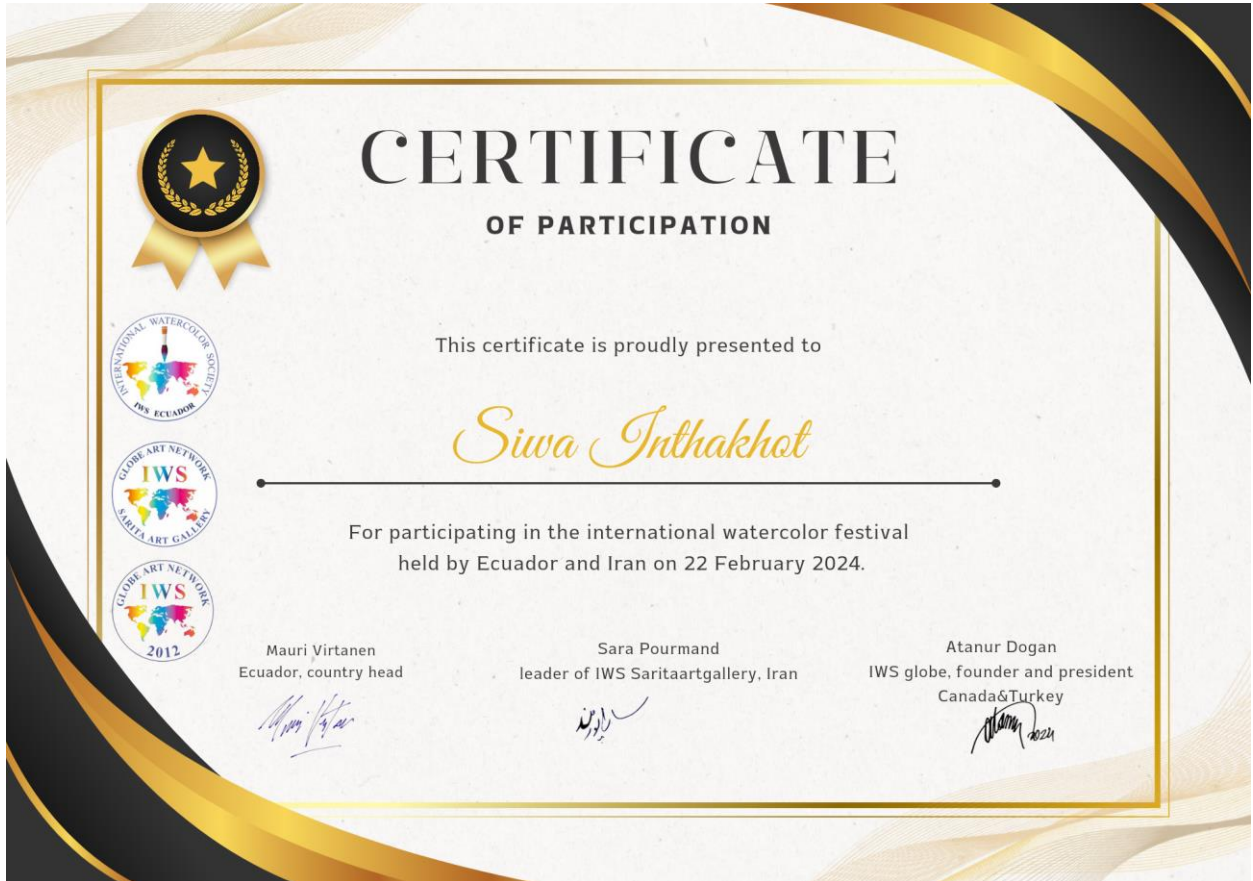 CERTIFICATE
OF PARTICIPATION
INTERNATIONAL WATERCOLOR SOCIETY
IWS ECUADOR
This certificate is proudly presented to
Siwa Inthakhot
GLOBE ART NETWORK
IWS
SARITA ART GALLERY
For participating in the international watercolor festival
held by Ecuador and Iran on 22 February 2024.
GLOBE ART NETWORK
IWS
2012
Mauri Virtanen
Ecuador, country head
Sara Pourmand
leader of IWS Saritaartgallery, Iran
Atanur Dogan
IWS globe, founder and president
Canada&Turkey
2024